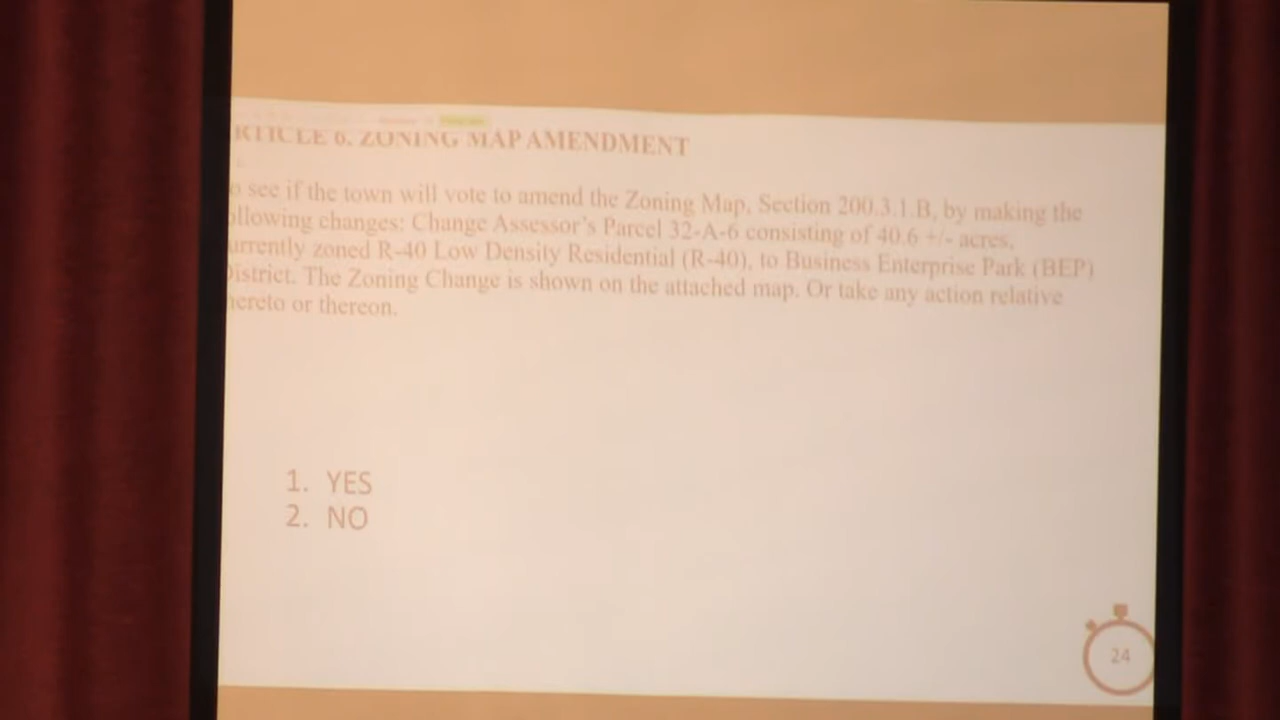 RTICLE 6. ZONING MAP AMENDMENT
o see if the town will vote to amend the Zoning Map, Section 200.3.1.B, by making the
ollowing changes: Change Assessor's Parcel 32-A-6 consisting of 40.6 +/- acres,
urrently zoned R-40 Low Density Residential (R-40), to Business Enterprise Park (BEP)
District. The Zoning Change is shown on the attached map. Or take any action relative
hereto or thereon.
1. YES
2. NO
24